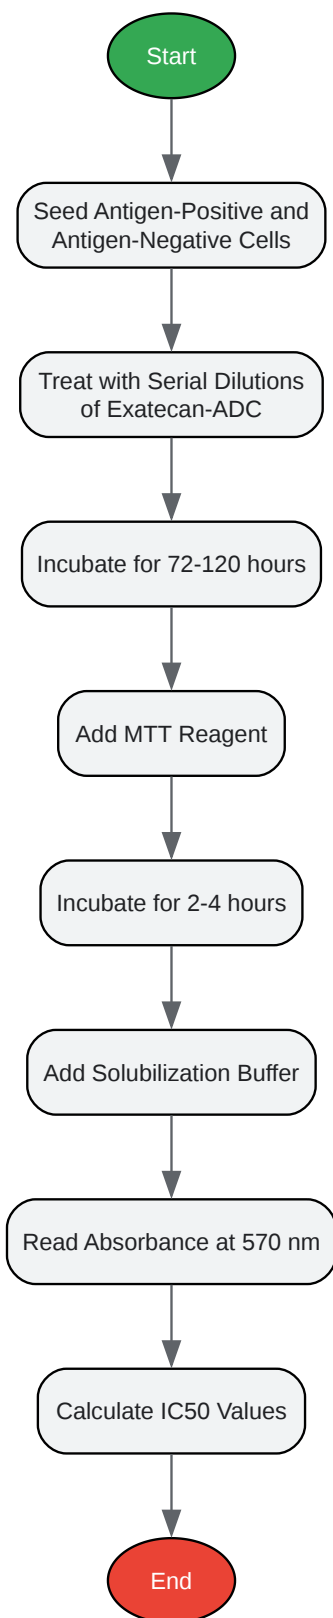 Start
Seed Antigen-Positive and
Antigen-Negative Cells
Treat with Serial Dilutions
of Exatecan-ADC
Incubate for 72-120 hours
Add MTT Reagent
Incubate for 2-4 hours
Add Solubilization Buffer
Read Absorbance at 570 nm
Calculate IC50 Values
End